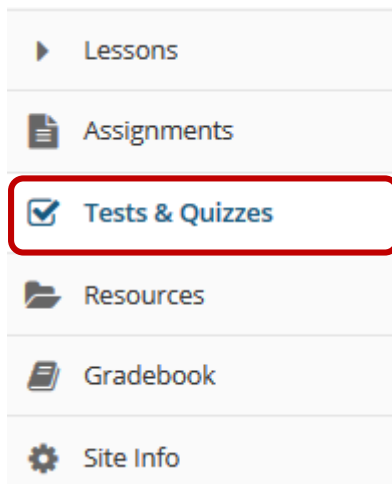 Lessons
Assignments
Tests & Quizzes
Resources
Gradebook
Site Info